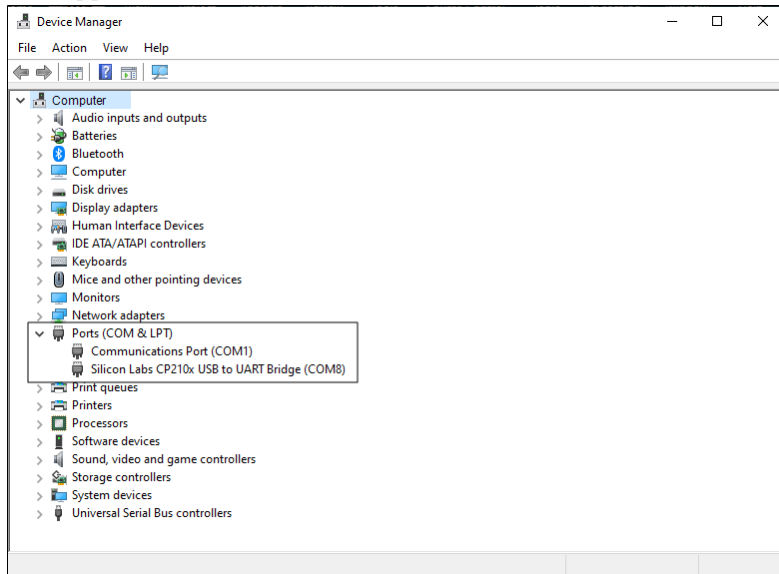 Device Manager
File Action View Help
Computer
Audio inputs and outputs
Batteries
Bluetooth
Computer
Disk drives
Display adapters
Human Interface Devices
IDE ATA/ATAPI controllers
Keyboards
Mice and other pointing devices
Monitors
Network adapters
Ports (COM & LPT)
Communications Port (COM1)
Silicon Labs CP210x USB to UART Bridge (COM8)
Print queues
Printers
Processors
Software devices
Sound, video and game controllers
Storage controllers
System devices
Universal Serial Bus controllers